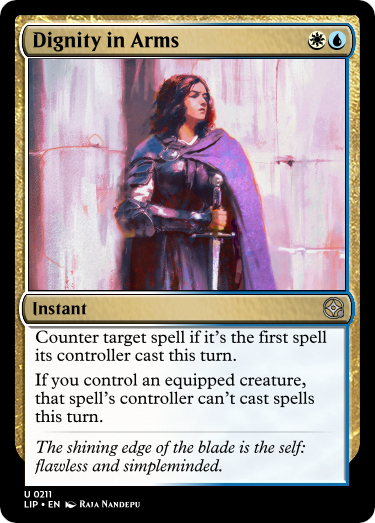 Dignity in Arms
Instant
Counter target spell if it's the first spell
its controller cast this turn.
If you control an equipped creature,
that spell's controller can't cast spells
this turn.
The shining edge of the blade is the self:
flawless and simpleminded.
U 0211
LIP • EN Raja Nandepu